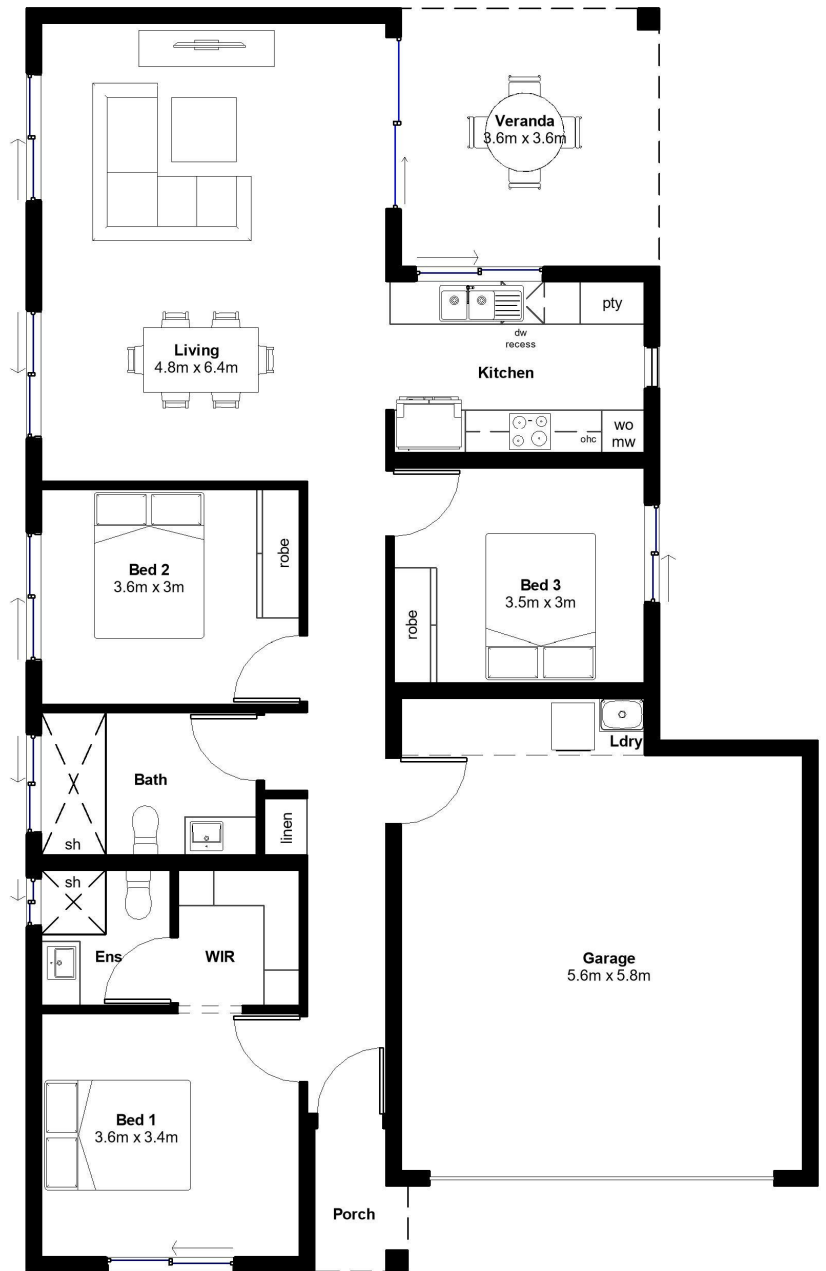 Veranda
3.6m x 3.6m
pty
dw
recess
Living
4.8m x 6.4m
Kitchen
ohc
wo
mw
Bed 2
3.6m x 3m
robe
Bed 3
3.5m x 3m
robe
Ldry
Bath
sh
linen
sh
Ens
WIR
Garage
5.6m x 5.8m
Bed 1
3.6m x 3.4m
Porch